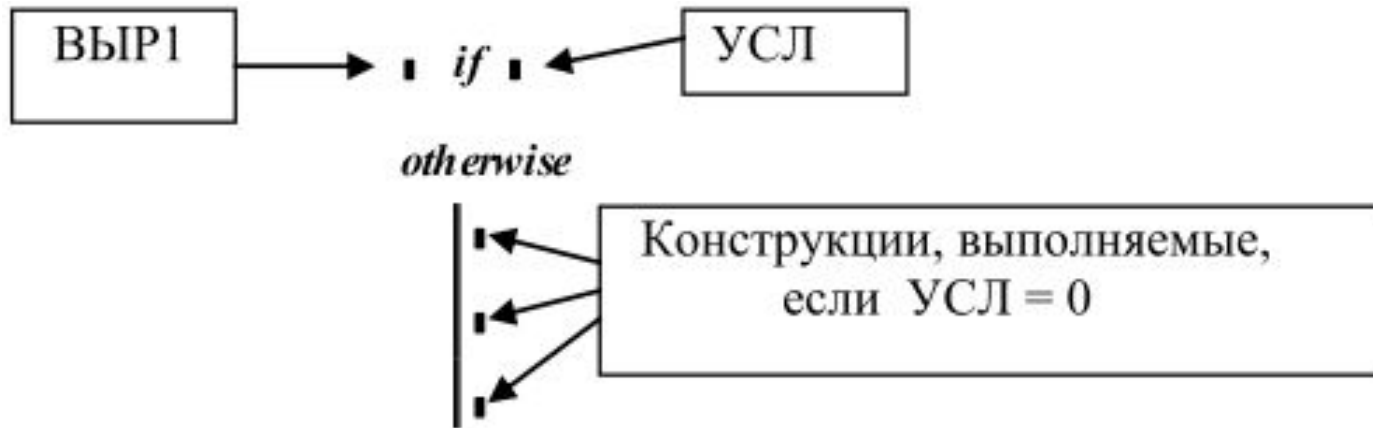 ВЫР1 if УСЛ
otherwise
Конструкции, выполняемые,
если УСЛ = 0